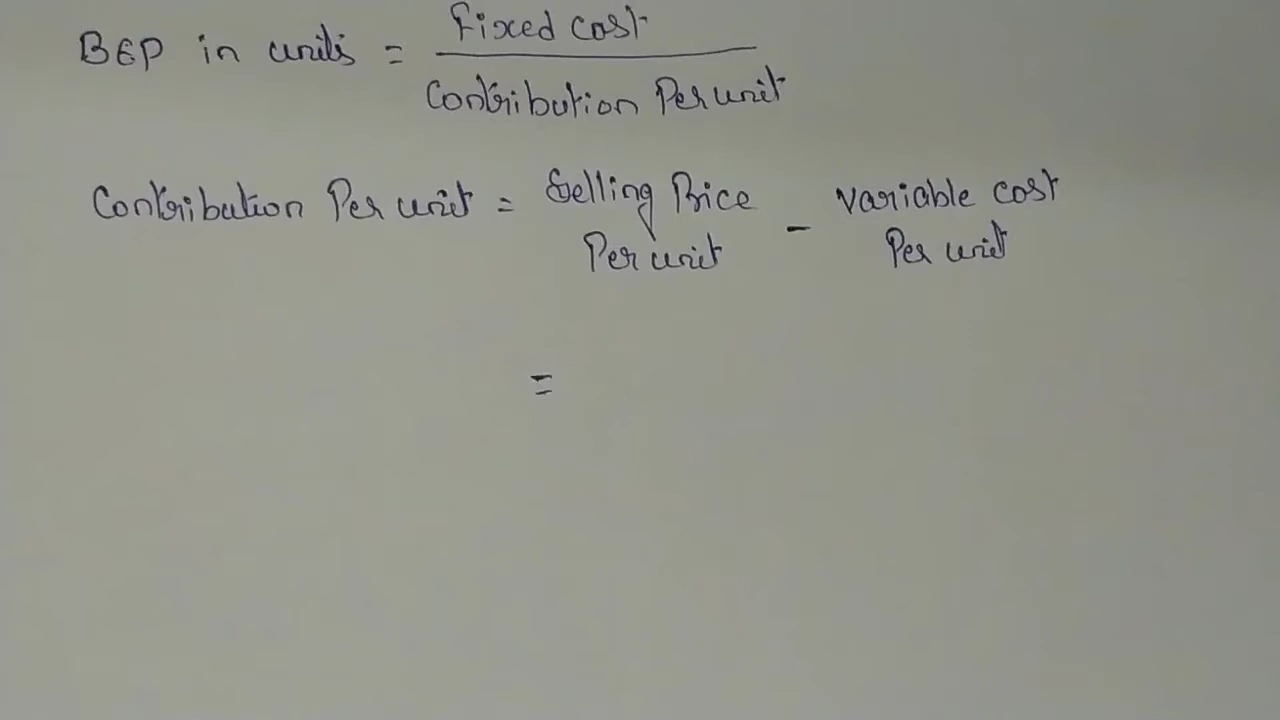 BEP in units = Fixed cost
Contribution Per unit
Contribution Per unit = Selling Price - Variable cost
Per unit Per unit
=